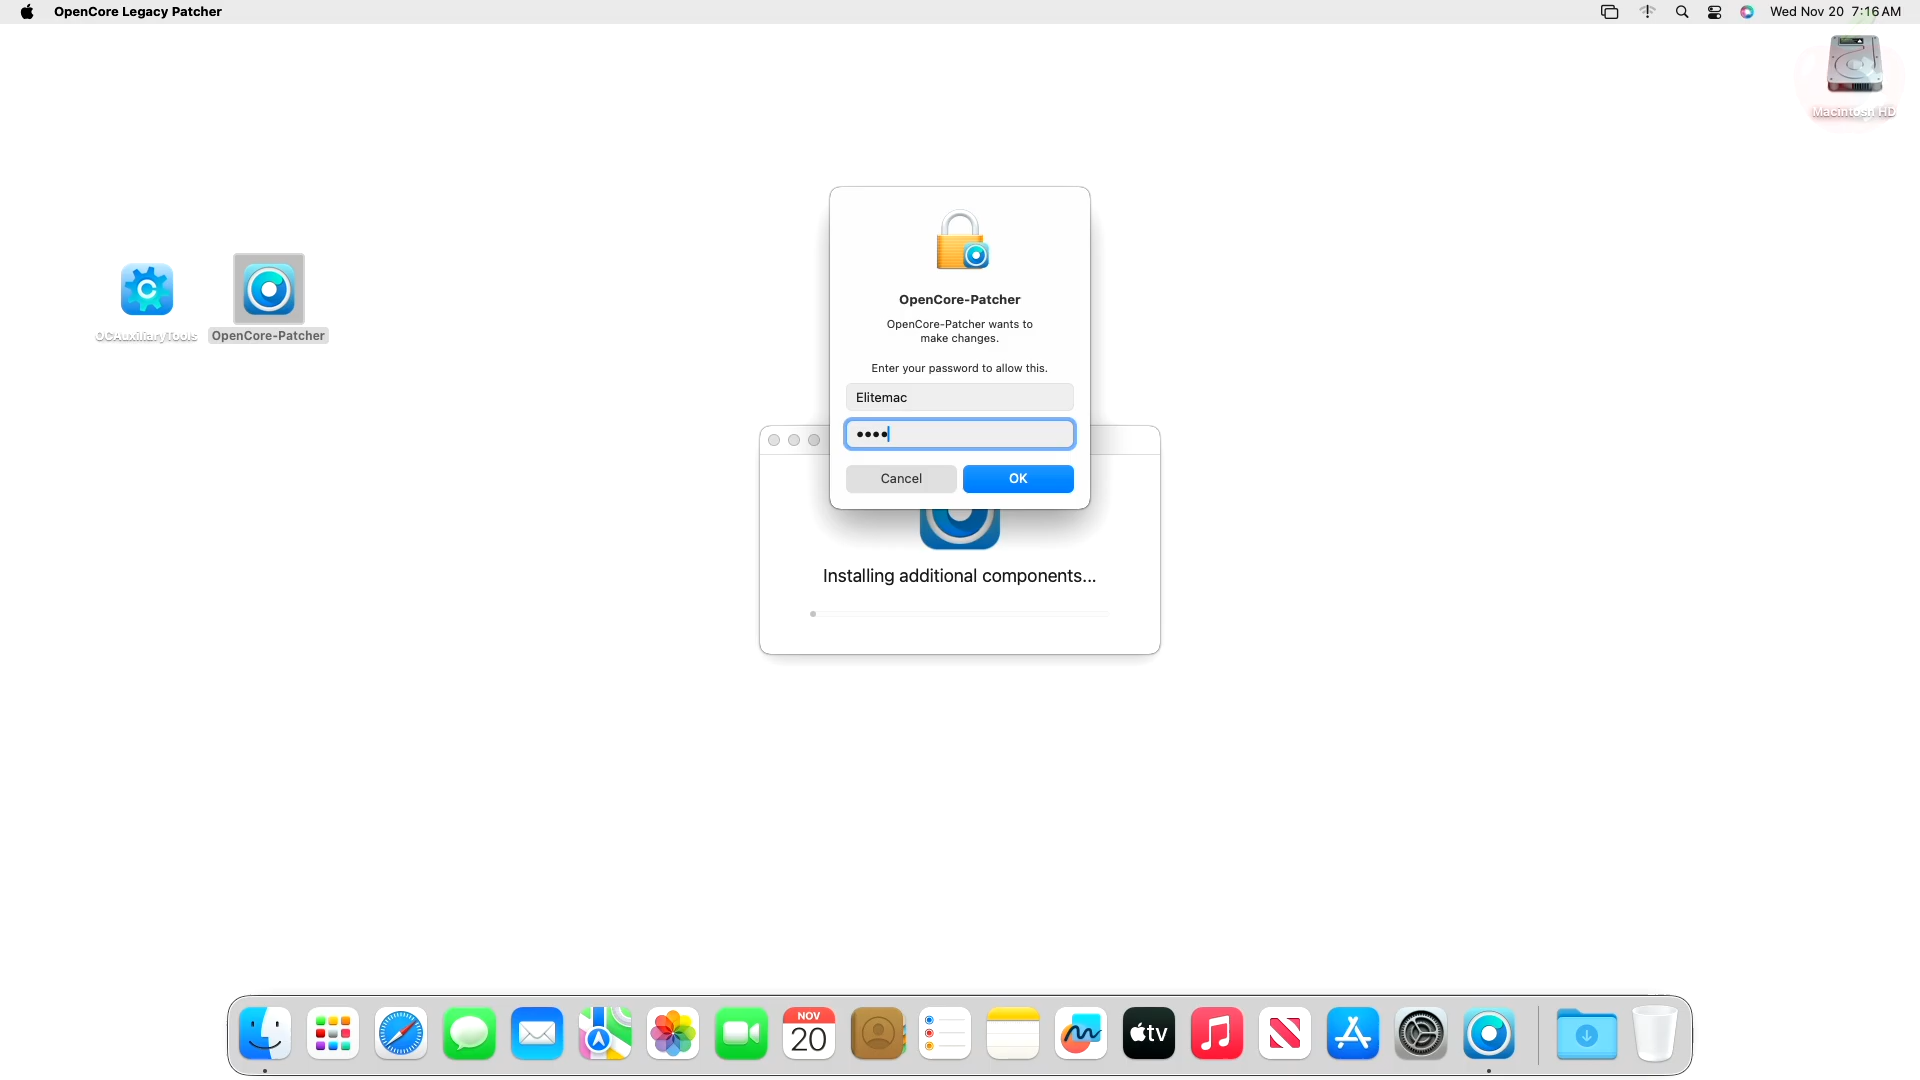 OpenCore Legacy Patcher
Wed Nov 20 7:16 AM
Macintosh HD
OCAuxiliaryTools
OpenCore-Patcher
OpenCore-Patcher
OpenCore-Patcher wants to
make changes.
Enter your password to allow this.
Elitemac
••••
Cancel
OK
Installing additional components...
NOV
20
tv